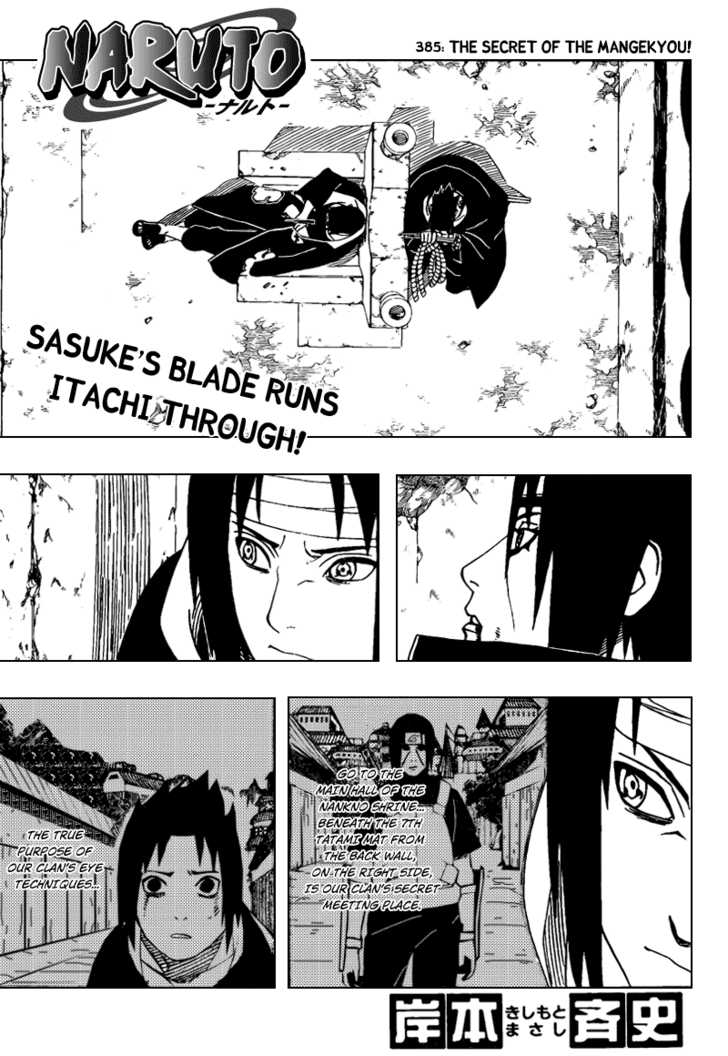 NARUTO
-ナルト-
385: THE SECRET OF THE MANGEKYOU!
SASUKE'S BLADE RUNS
ITACHI THROUGH!
GO TO THE
MAIN HALL OF THE
NANKNO SHRINE...
BENEATH THE 7TH
TATAMI MAT FROM
THE BACK WALL,
ON THE RIGHT SIDE,
IS OUR CLAN'S SECRET
MEETING PLACE.
THE TRUE
PURPOSE OF
OUR CLAN'S EYE
TECHNIQUES...
岸本
きしもと
まさし
斉史